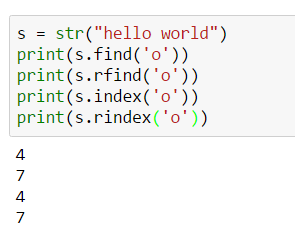 s = str("hello world")
print(s.find('o'))
print(s.rfind('o'))
print(s.index('o'))
print(s.rindex('o'))
4
7
4
7